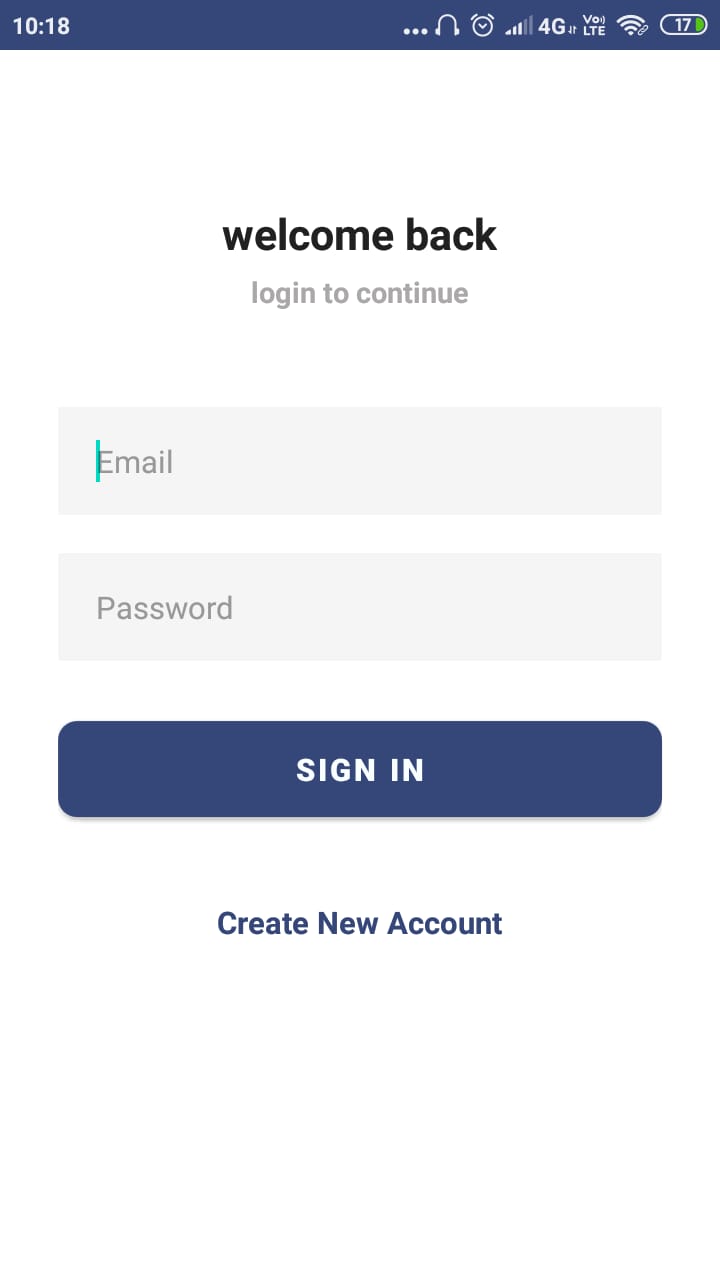 10:18
... 4G Vo) LTE 17
welcome back
login to continue
Email
Password
SIGN IN
Create New Account